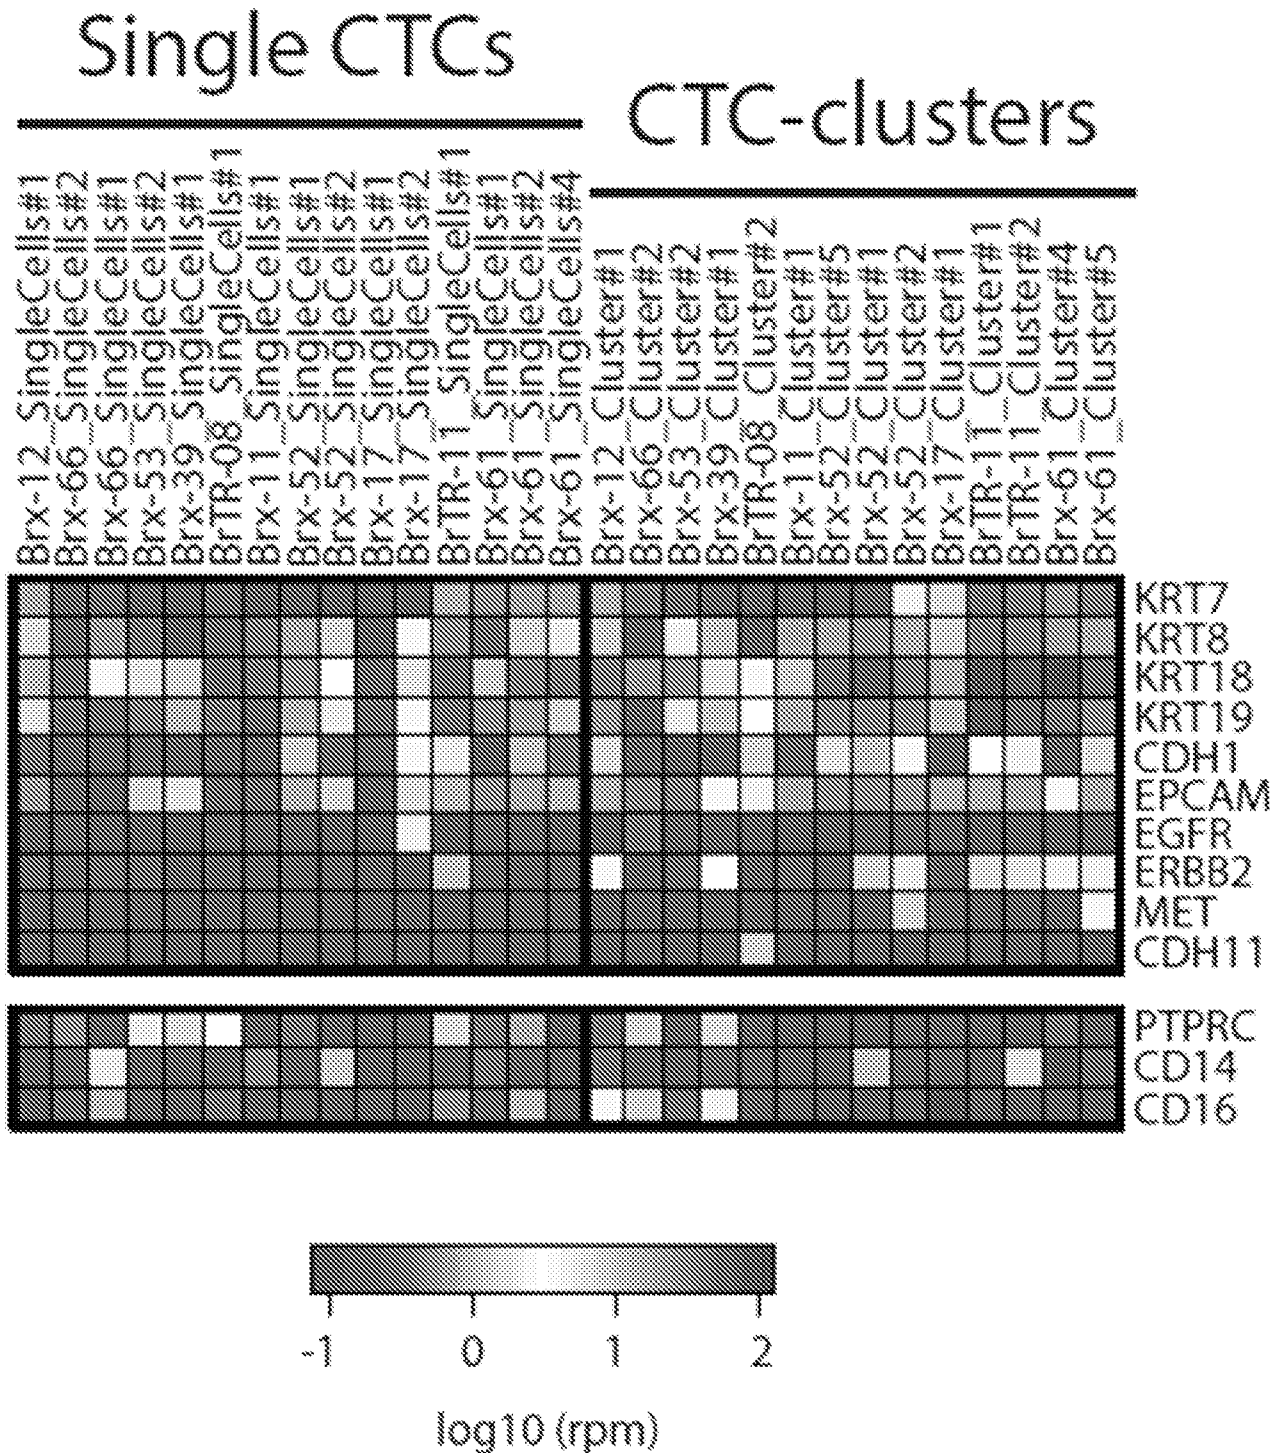 Single CTCs
CTC-clusters
Brx-12_SingleCells#1
Brx-66_SingleCells#2
Brx-66_SingleCells#1
Brx-53_SingleCells#2
Brx-39_SingleCells#1
BrTR-08_SingleCells#1
Brx-11_SingleCells#1
Brx-52_SingleCells#1
Brx-52_SingleCells#2
Brx-17_SingleCells#1
Brx-17_SingleCells#2
BrTR-11_SingleCells#1
Brx-61_SingleCells#1
Brx-61_SingleCells#2
Brx-61_SingleCells#4
Brx-12_Cluster#1
Brx-66_Cluster#2
Brx-53_Cluster#2
Brx-39_Cluster#1
BrTR-08_Cluster#2
Brx-11_Cluster#1
Brx-52_Cluster#5
Brx-52_Cluster#1
Brx-52_Cluster#2
Brx-17_Cluster#1
BrTR-11_Cluster#1
BrTR-11_Cluster#2
Brx-61_Cluster#4
Brx-61_Cluster#5
KRT7
KRT8
KRT18
KRT19
CDH1
EPCAM
EGFR
ERBB2
MET
CDH11
PTPRC
CD14
CD16
-1 0 1 2
log10 (rpm)